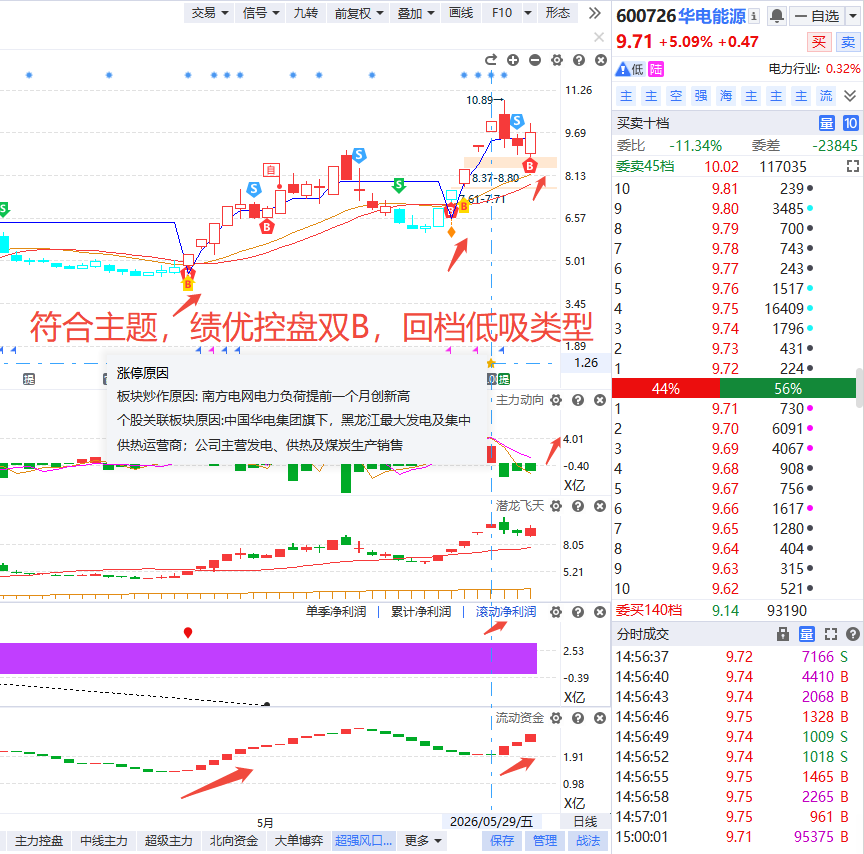 交易 信号 九转 前复权 叠加 画线 F10 形态
600726 华电能源 自选
9.71 +5.09% +0.47 买 卖
低 陆 电力行业: 0.32%
主 主 空 强 海 主 主 主 流
买卖十档 量 10
委比 -11.34% 委差 -23845
委卖45档 10.02 117035
10 9.81 239
9 9.80 3485
8 9.79 700
7 9.78 743
6 9.77 243
5 9.76 1517
4 9.75 16409
3 9.74 1796
2 9.73 431
1 9.72 224
44% 56%
1 9.71 730
2 9.70 6091
3 9.69 4067
4 9.68 908
5 9.67 756
6 9.66 1617
7 9.65 1280
8 9.64 404
9 9.63 315
10 9.62 521
委买140档 9.14 93190
分时成交 量
14:56:37 9.72 7166 S
14:56:40 9.74 4410 B
14:56:43 9.74 2068 B
14:56:46 9.75 1328 B
14:56:49 9.74 1009 S
14:56:52 9.74 1018 S
14:56:55 9.75 1465 B
14:56:58 9.75 2265 B
14:57:01 9.75 961 B
15:00:01 9.71 95375 B
11.26
10.89
S
9.69
S
B
自
8.13
8.37-8.80
S
S
S
7.61-7.71
B
B
6.57
B
5.01
B
3.45
符合主题，绩优控盘双B，回档低吸类型
1.89
1.26
提
提
涨停原因
板块炒作原因: 南方电网电力负荷提前一个月创新高
个股关联板块原因:中国华电集团旗下，黑龙江最大发电及集中
供热运营商；公司主营发电、供热及煤炭生产销售
主力动向
4.01
-0.40
X亿
潜龙飞天
8.05
5.21
单季净利润 | 累计净利润 | 滚动净利润
2.53
-0.39
X亿
流动资金
1.91
0.98
X亿
5月 2026/05/29/五 日线
主力控盘 中线主力 超级主力 北向资金 大单博弈 超强风口... 更多 保存 管理 战法